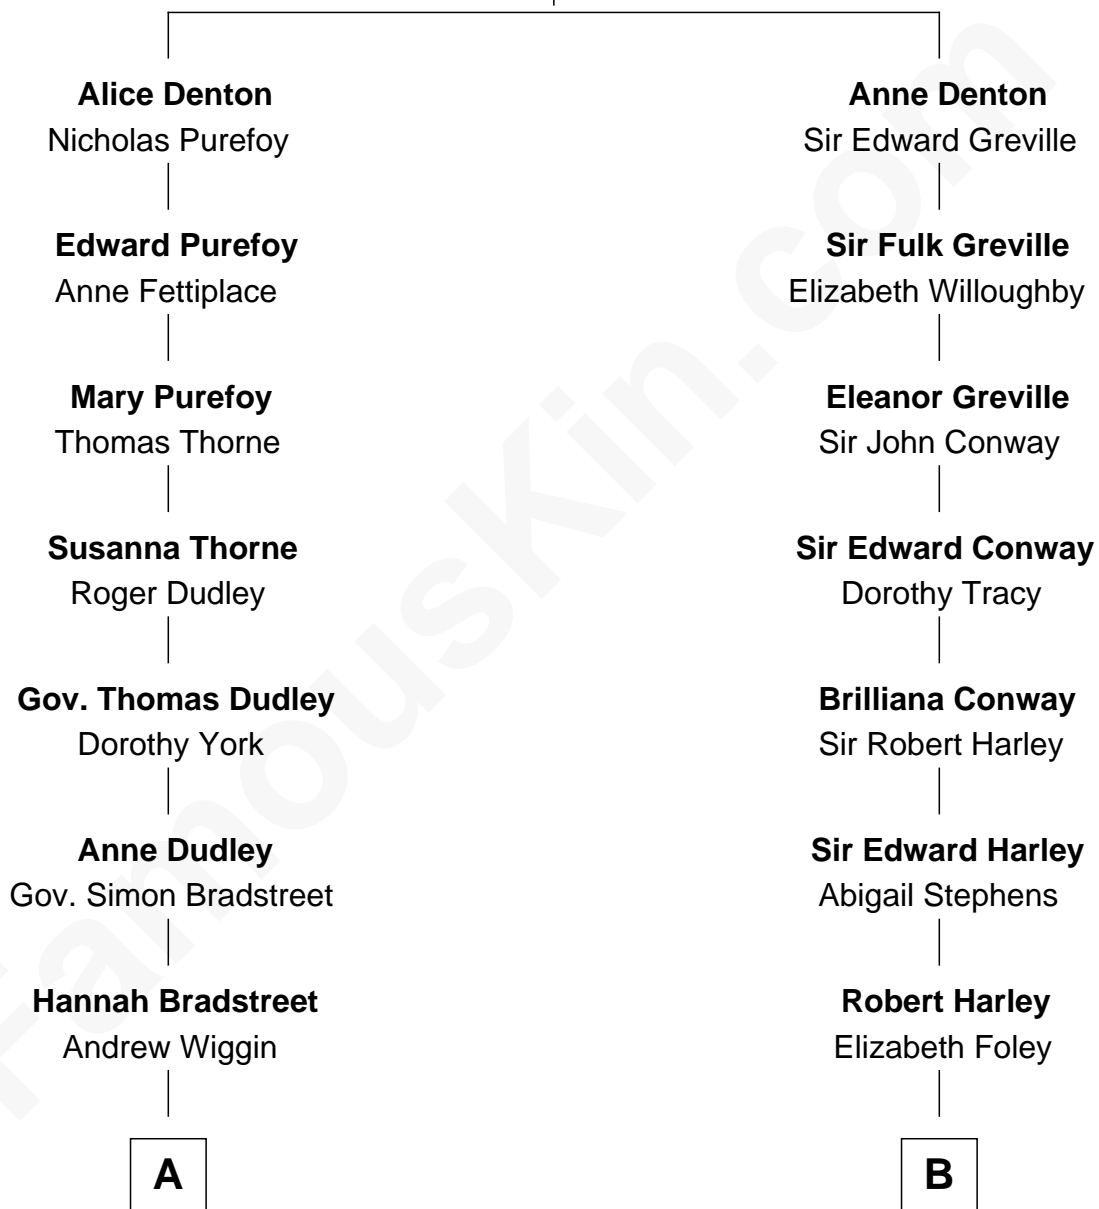 Alice Denton
Nicholas Purefoy
Edward Purefoy
Anne Fettiplace
Mary Purefoy
Thomas Thorne
Susanna Thorne
Roger Dudley
Gov. Thomas Dudley
Dorothy York
Anne Dudley
Gov. Simon Bradstreet
Hannah Bradstreet
Andrew Wiggin
A
Anne Denton
Sir Edward Greville
Sir Fulk Greville
Elizabeth Willoughby
Eleanor Greville
Sir John Conway
Sir Edward Conway
Dorothy Tracy
Brilliana Conway
Sir Robert Harley
Sir Edward Harley
Abigail Stephens
Robert Harley
Elizabeth Foley
B
FamousKin.com